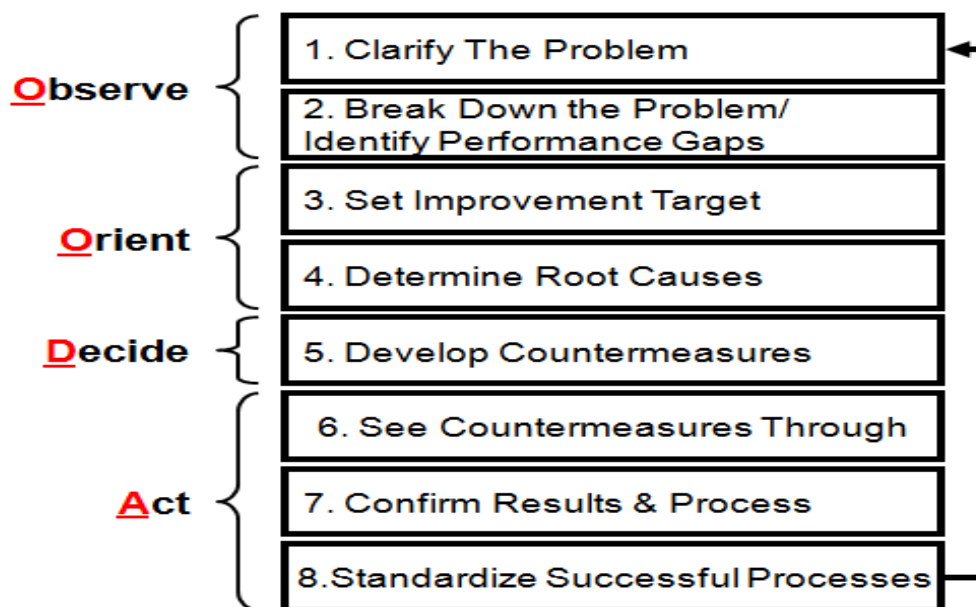 Observe
1. Clarify The Problem
2. Break Down the Problem/
Identify Performance Gaps
Orient
3. Set Improvement Target
4. Determine Root Causes
Decide
5. Develop Countermeasures
Act
6. See Countermeasures Through
7. Confirm Results & Process
8.Standardize Successful Processes